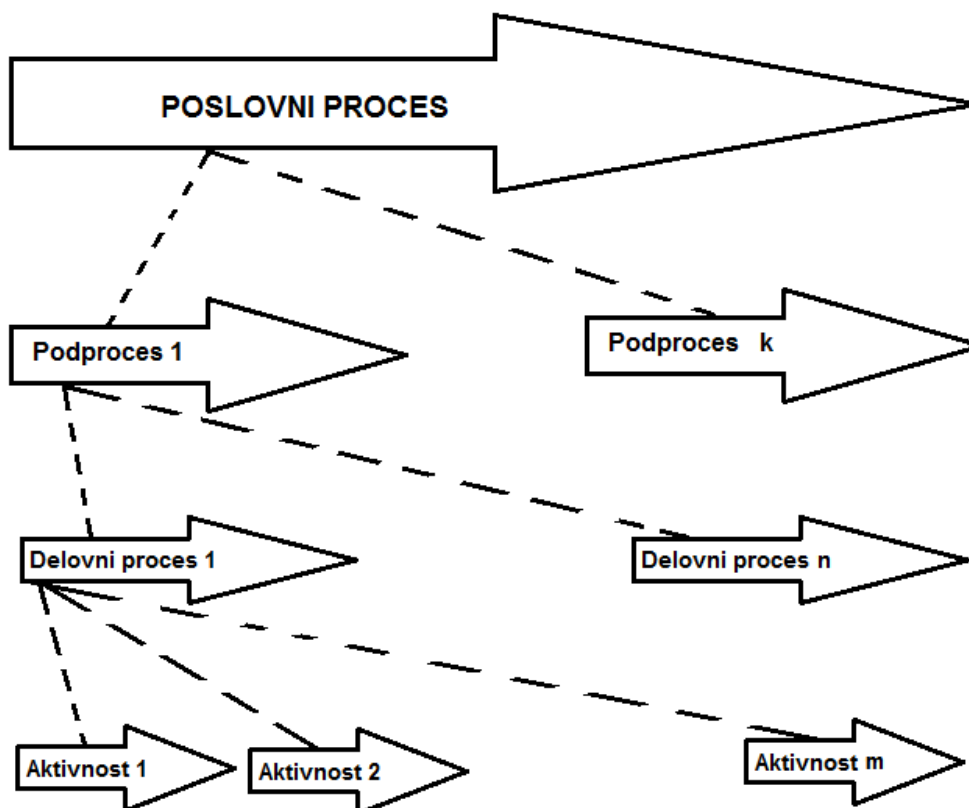 POSLOVNI PROCES
Podproces 1
Podproces k
Delovni proces 1
Delovni proces n
Aktivnost 1
Aktivnost 2
Aktivnost m